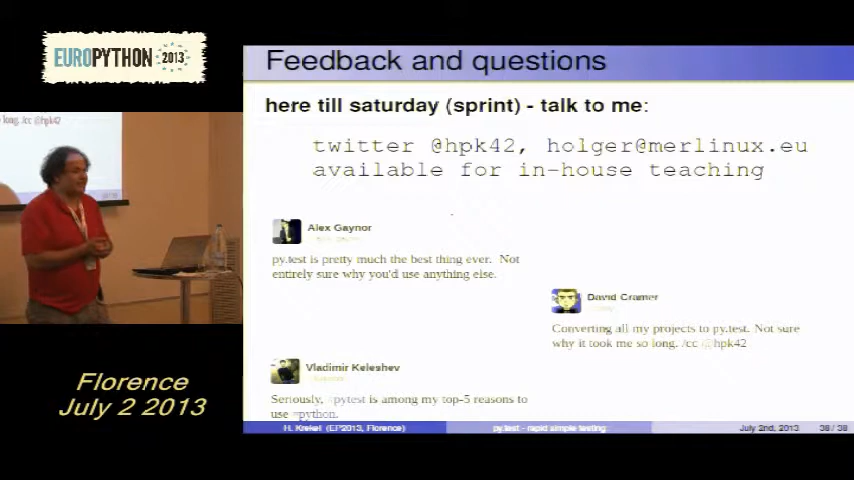 EUROPYTHON 2013
Feedback and questions
here till saturday (sprint) - talk to me:
twitter @hpk42, holger@merlinux.eu
available for in-house teaching
Alex Gaynor
py.test is pretty much the best thing ever. Not
entirely sure why you'd use anything else.
David Cramer
Converting all my projects to py.test. Not sure
why it took me so long. /cc @hpk42
Vladimir Keleshev
Seriously, #pytest is among my top-5 reasons to
use #python.
long. /cc @hpk42
Florence
July 2 2013
H. Krekel (EP2013, Florence)
py.test - rapid simple testing
July 2nd, 2013
38 / 38